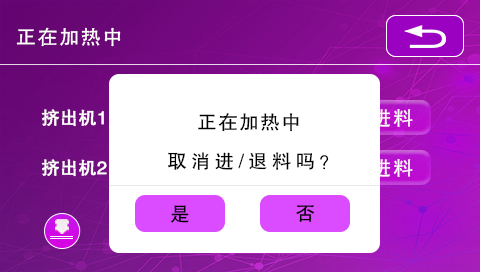 正在加热中
挤出机1
进料
正在加热中
取消进/退料吗?
挤出机2
进料
是
否